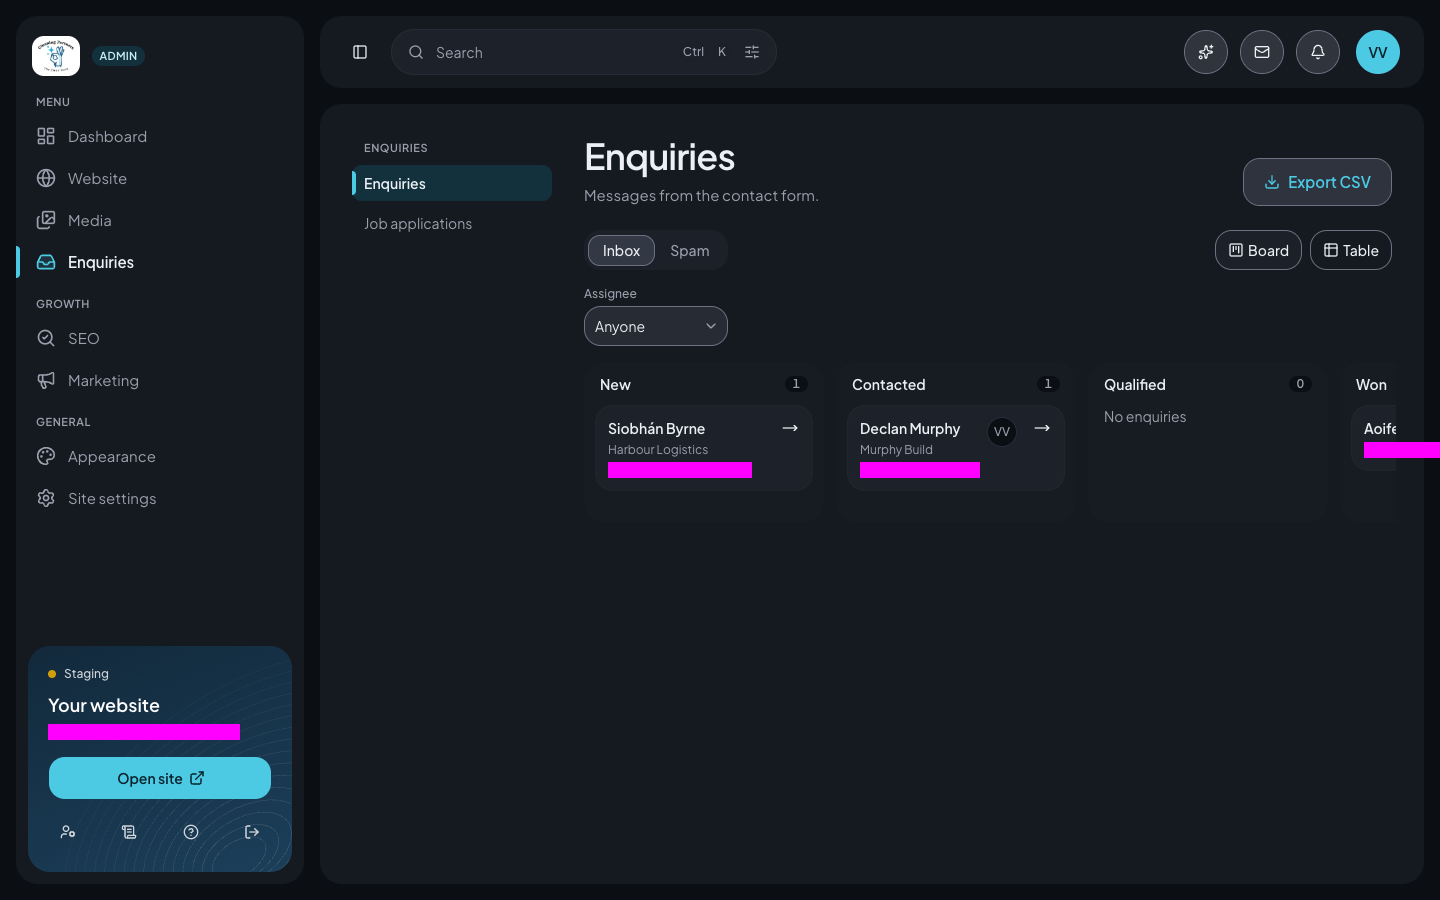 ADMIN
MENU
Dashboard
Website
Media
Enquiries
GROWTH
SEO
Marketing
GENERAL
Appearance
Site settings
Staging
Your website
Open site
Search
Ctrl K
VV
ENQUIRIES
Enquiries
Job applications
Enquiries
Messages from the contact form.
Export CSV
Inbox
Spam
Board
Table
Assignee
Anyone
New
1
Siobhán Byrne
Harbour Logistics
Contacted
1
Declan Murphy
VV
Murphy Build
Qualified
0
No enquiries
Won